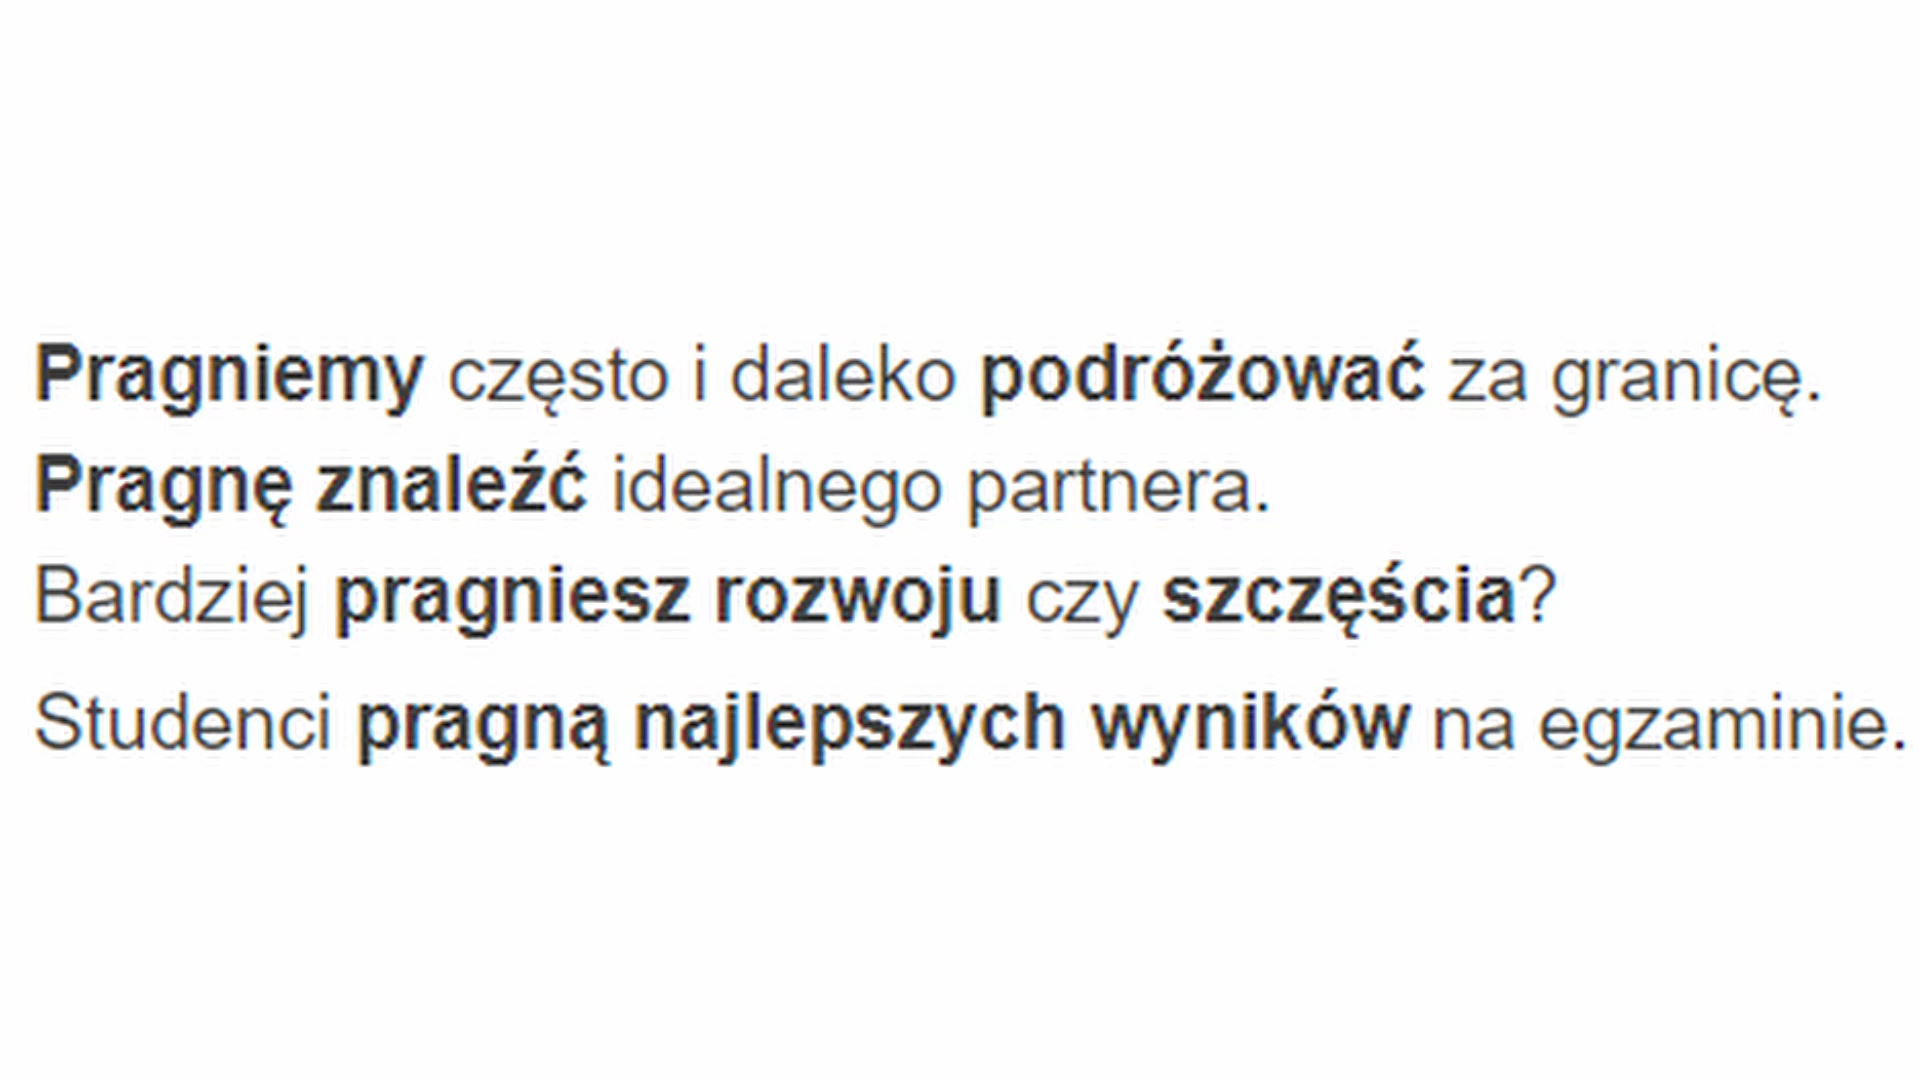 Pragniemy często i daleko podróżować za granicę.
Pragnę znaleźć idealnego partnera.
Bardziej pragniesz rozwoju czy szczęścia?
Studenci pragną najlepszych wyników na egzaminie.